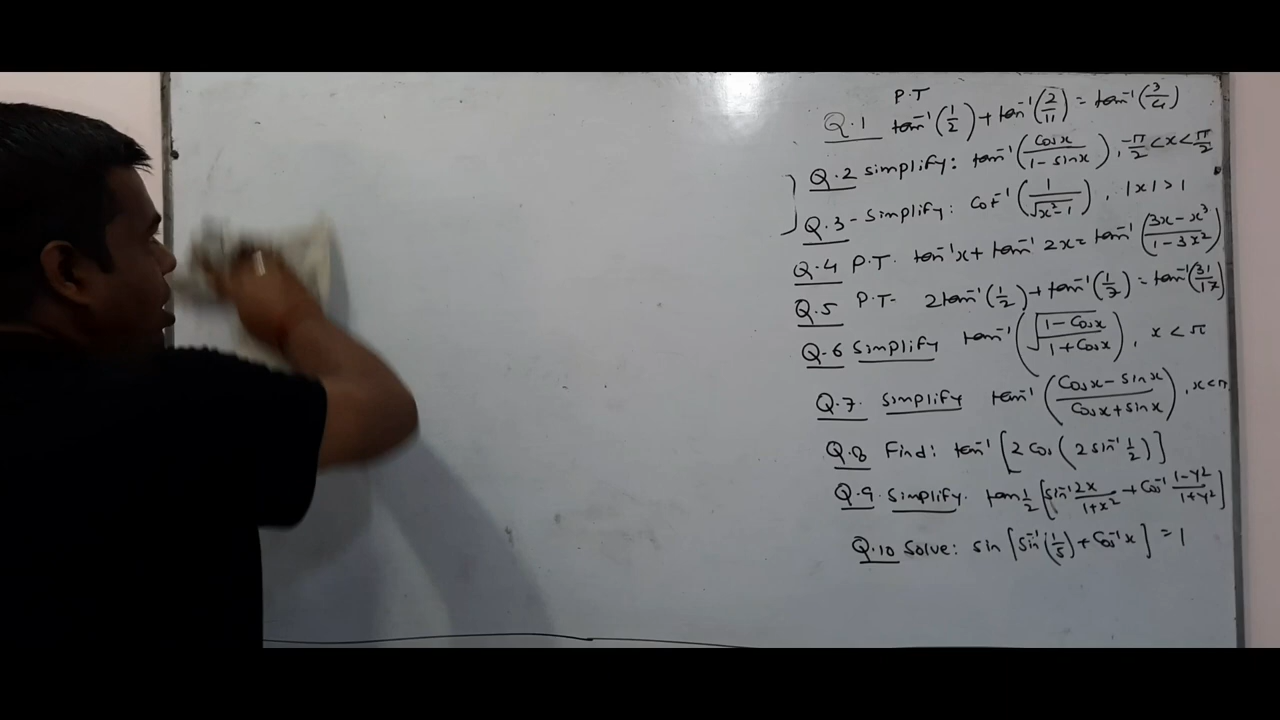 P.T
Q.1 tan⁻¹(1/2) + tan⁻¹(2/11) = tan⁻¹(3/4)
Q.2 simplify: tan⁻¹(cosx/(1-sinx)), -π/2 < x < π/2
Q.3 - simplify: cot⁻¹(1/√(x²-1)), |x| > 1
Q.4 P.T. tan⁻¹x + tan⁻¹ 2x = tan⁻¹((3x-x³)/(1-3x²))
Q.5 P.T- 2tan⁻¹(1/2) + tan⁻¹(1/7) = tan⁻¹(31/17)
Q.6 Simplify tan⁻¹(√((1-Cosx)/(1+Cosx))), x < π
Q.7. Simplify tan⁻¹((Cosx-sinx)/(Cosx+sinx)), x<π
Q.8 Find: tan⁻¹[2 Cos(2 sin⁻¹ 1/2)]
Q.9. Simplify. tan 1/2 [sin⁻¹ 2x/(1+x²) + Cos⁻¹ (1-y²)/(1+y²)]
Q.10 Solve: sin[sin⁻¹(1/5) + Cos⁻¹x] = 1